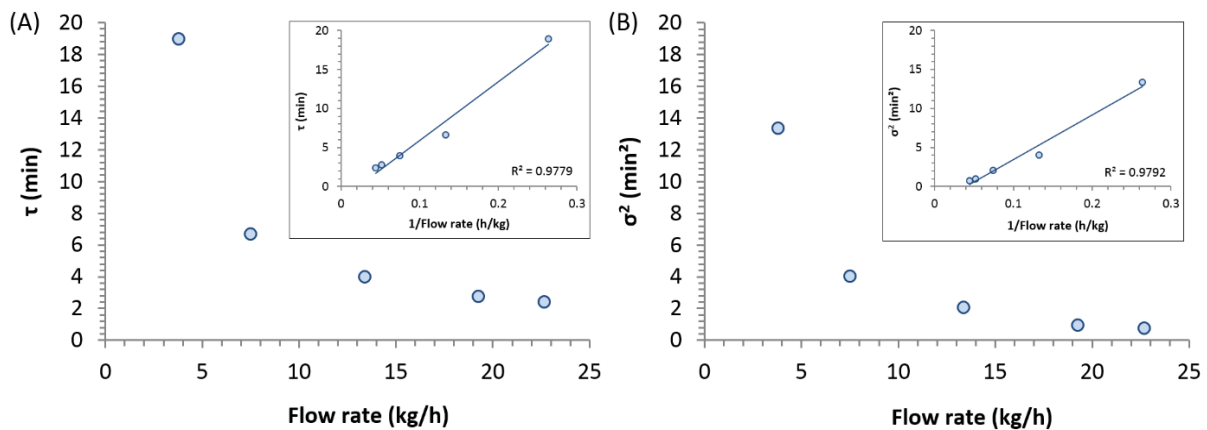 (A)
τ (min)
20
18
16
14
12
10
8
6
4
2
0
0 5 10 15 20 25
Flow rate (kg/h)
τ (min)
20
15
10
5
0
0 0.1 0.2 0.3
1/Flow rate (h/kg)
R² = 0.9779
(B)
σ² (min²)
20
18
16
14
12
10
8
6
4
2
0
0 5 10 15 20 25
Flow rate (kg/h)
σ² (min²)
20
15
10
5
0
0 0.1 0.2 0.3
1/Flow rate (h/kg)
R² = 0.9792